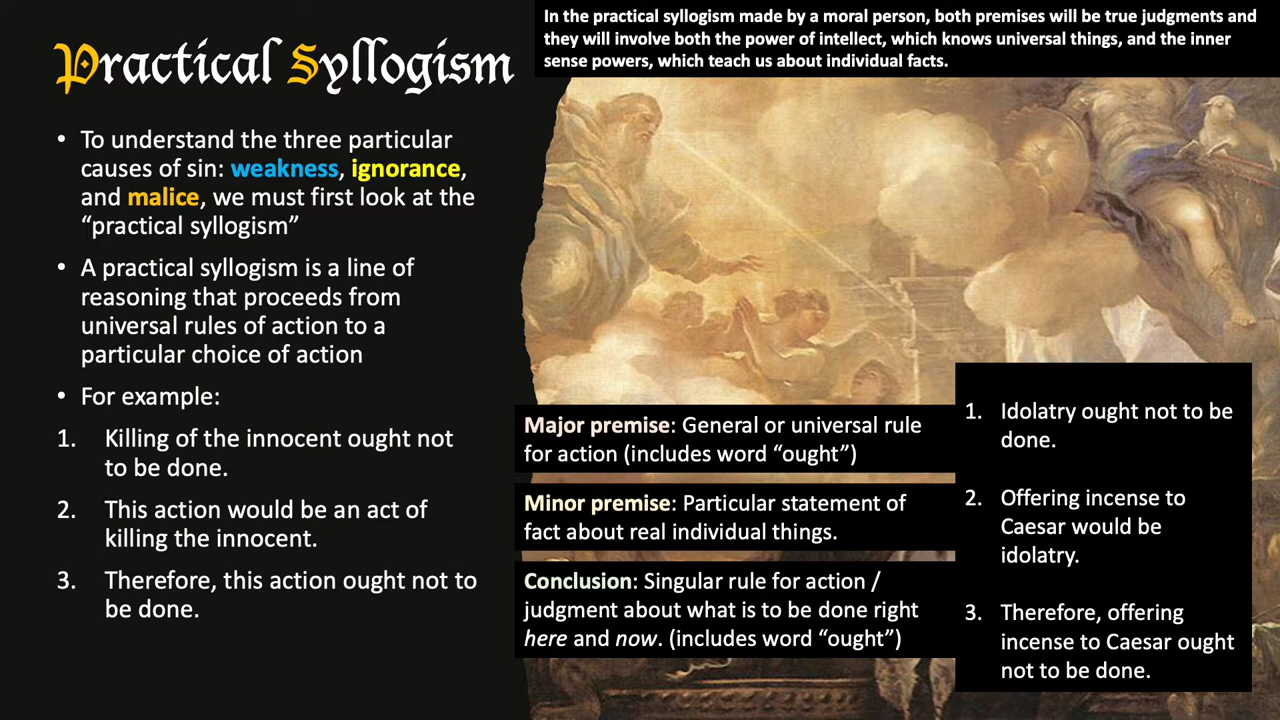 Practical Syllogism
In the practical syllogism made by a moral person, both premises will be true judgments and
they will involve both the power of intellect, which knows universal things, and the inner
sense powers, which teach us about individual facts.
• To understand the three particular
causes of sin: weakness, ignorance,
and malice, we must first look at the
“practical syllogism”
• A practical syllogism is a line of
reasoning that proceeds from
universal rules of action to a
particular choice of action
• For example:
1. Killing of the innocent ought not
to be done.
2. This action would be an act of
killing the innocent.
3. Therefore, this action ought not to
be done.
Major premise: General or universal rule
for action (includes word “ought”)
Minor premise: Particular statement of
fact about real individual things.
Conclusion: Singular rule for action /
judgment about what is to be done right
here and now. (includes word “ought”)
1. Idolatry ought not to be
done.
2. Offering incense to
Caesar would be
idolatry.
3. Therefore, offering
incense to Caesar ought
not to be done.